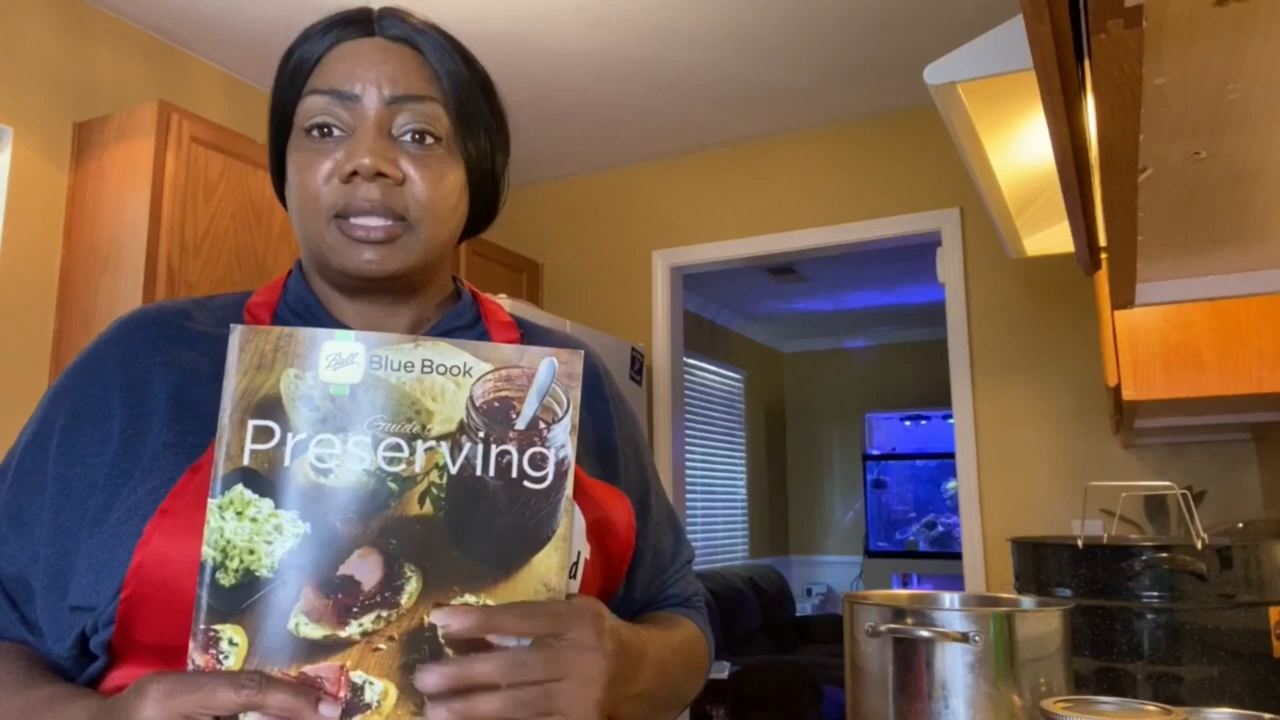 Ball
Blue Book
Guide to
Preserving
d